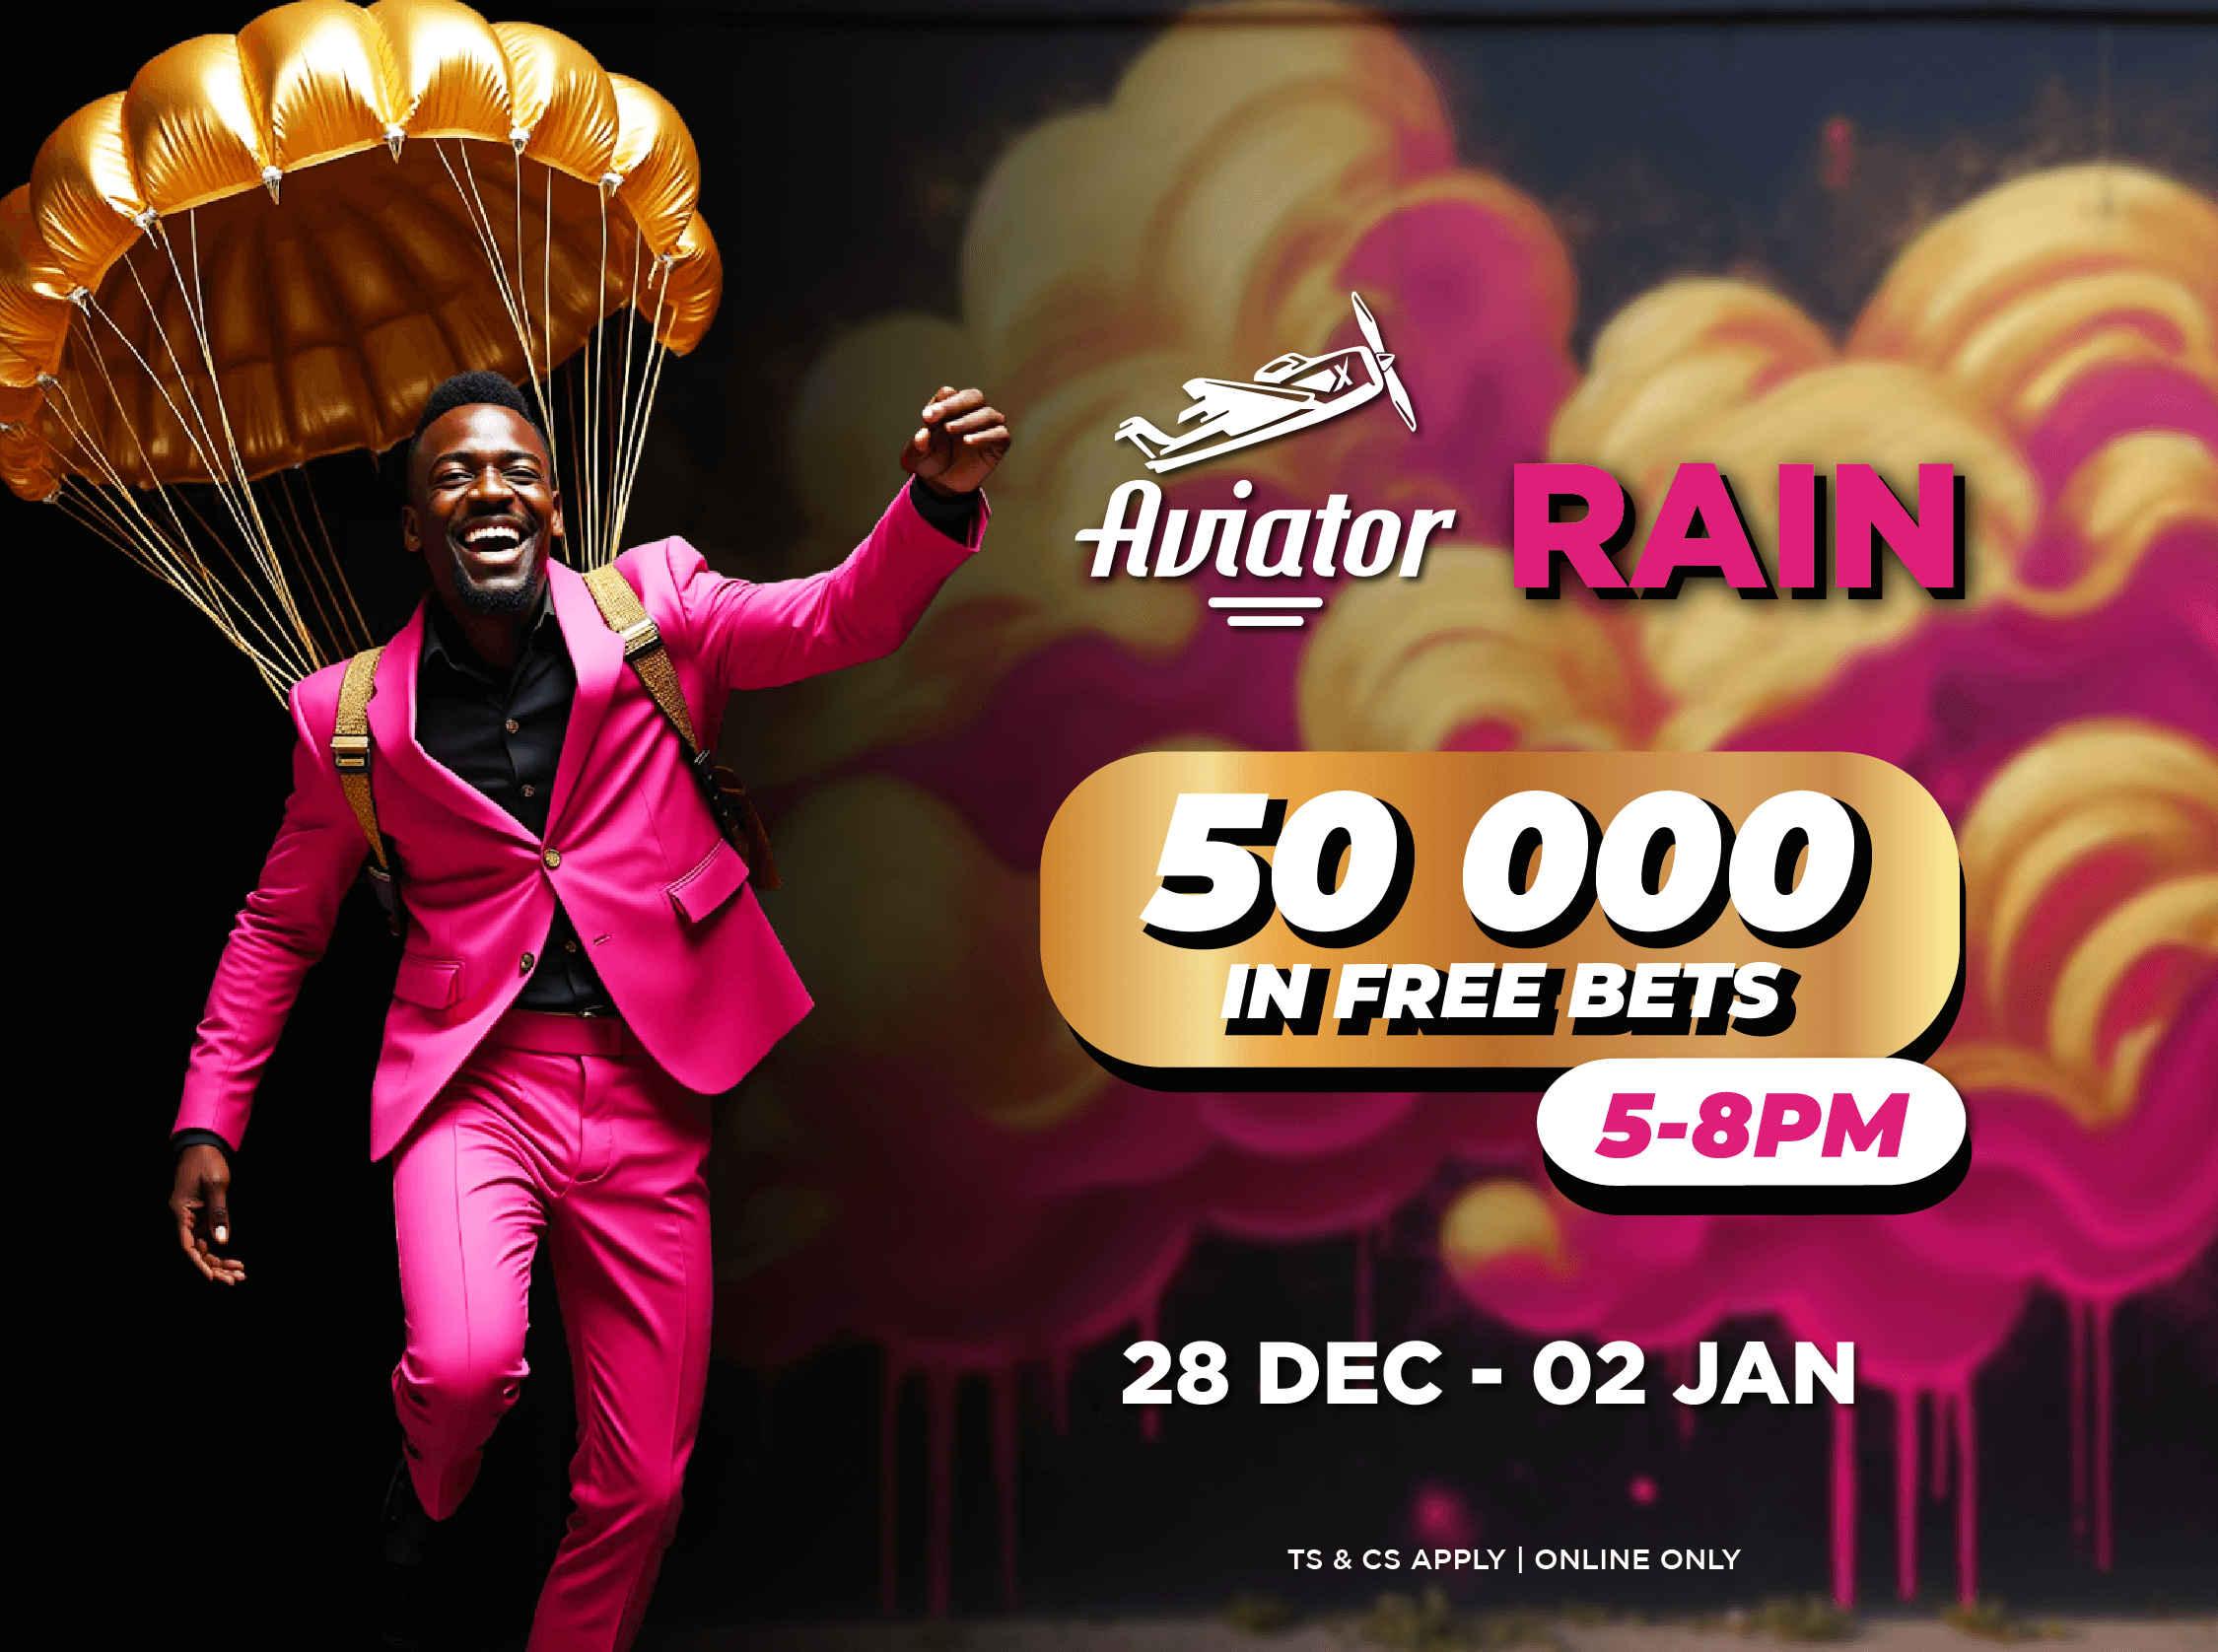 Aviator RAIN
50 000
IN FREE BETS
5-8PM
28 DEC - 02 JAN
TS & CS APPLY | ONLINE ONLY